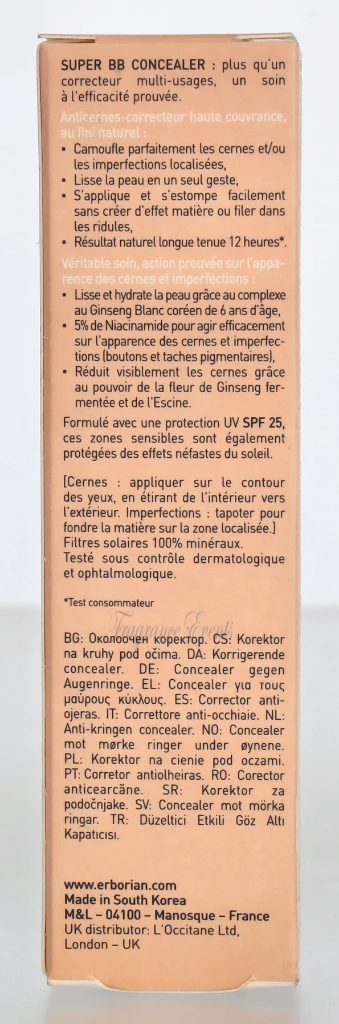 SUPER BB CONCEALER : plus qu'un
correcteur multi-usages, un soin
à l'efficacité prouvée.
Anticernes-correcteur haute couvrance,
au fini naturel :
• Camoufle parfaitement les cernes et/ou
les imperfections localisées,
• Lisse la peau en un seul geste,
• S'applique et s'estompe facilement
sans créer d'effet matière ou filer dans
les ridules,
• Résultat naturel longue tenue 12 heures*.
Véritable soin, action prouvée sur l'appa-
rence des cernes et imperfections :
• Lisse et hydrate la peau grâce au complexe
au Ginseng Blanc coréen de 6 ans d'âge,
• 5% de Niacinamide pour agir efficacement
sur l'apparence des cernes et imperfec-
tions (boutons et taches pigmentaires),
• Réduit visiblement les cernes grâce
au pouvoir de la fleur de Ginseng fer-
mentée et de l'Escine.
Formulé avec une protection UV SPF 25,
ces zones sensibles sont également
protégées des effets néfastes du soleil.
[Cernes : appliquer sur le contour
des yeux, en étirant de l'intérieur vers
l'extérieur. Imperfections : tapoter pour
fondre la matière sur la zone localisée.]
Filtres solaires 100% minéraux.
Testé sous contrôle dermatologique
et ophtalmologique.
*Test consommateur
Fragrance Events
BG: Околоочен коректор. CS: Korektor
na kruhy pod očima. DA: Korrigerende
concealer. DE: Concealer gegen
Augenringe. EL: Concealer για τους
μαύρους κύκλους. ES: Corrector anti-
ojeras. IT: Correttore anti-occhiaie. NL:
Anti-kringen concealer. NO: Concealer
mot mørke ringer under øynene.
PL: Korektor na cienie pod oczami.
PT: Corretor antiolheiras. RO: Corector
anticearcăne. SR: Korektor za
podočnjake. SV: Concealer mot mörka
ringar. TR: Düzeltici Etkili Göz Altı
Kapatıcısı.
www.erborian.com
Made in South Korea
M&L – 04100 – Manosque – France
UK distributor: L'Occitane Ltd,
London – UK